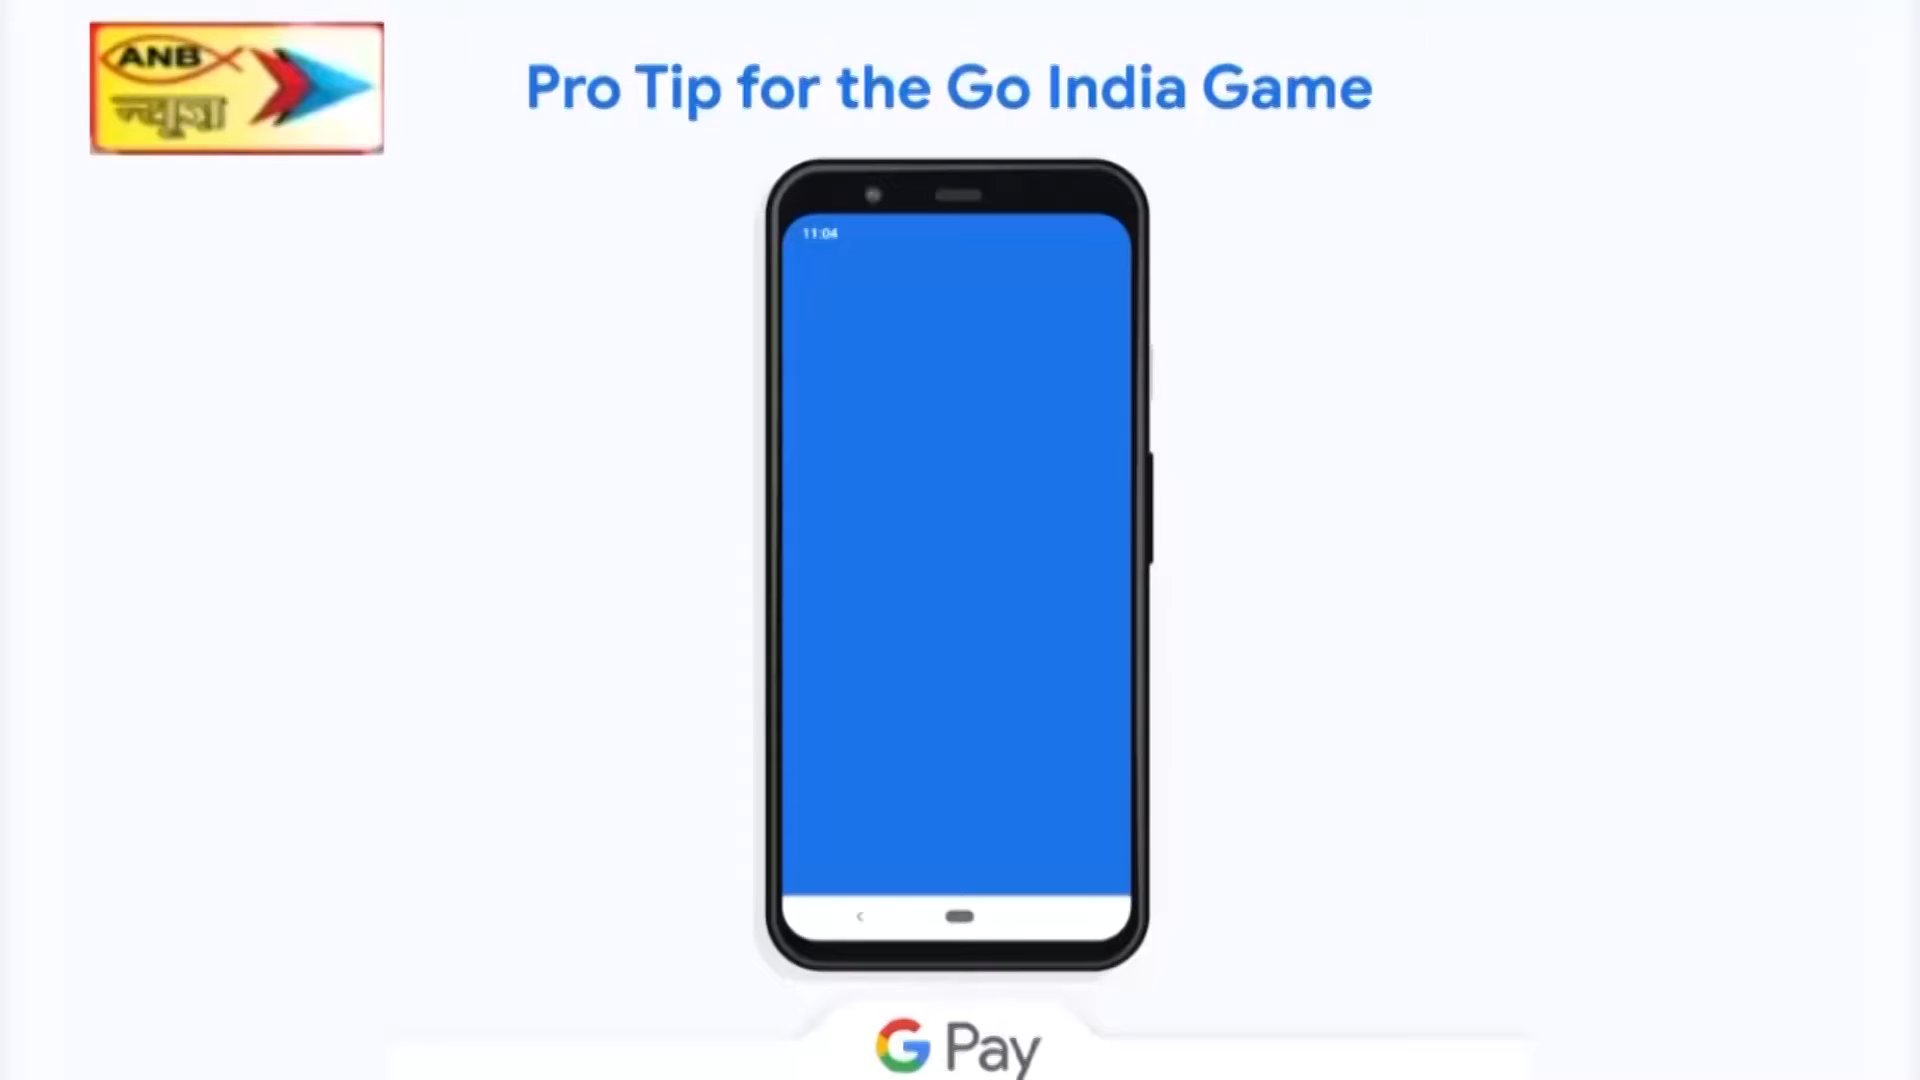 ANB
न्यूज़
Pro Tip for the Go India Game
11:04
G Pay